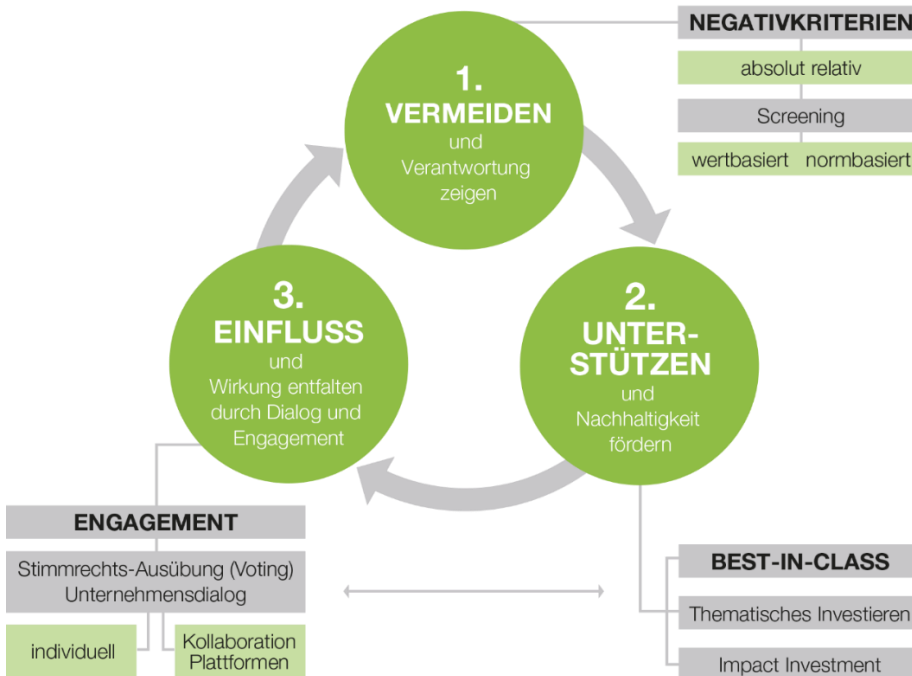 1.
VERMEIDEN
und
Verantwortung
zeigen
NEGATIVKRITERIEN
absolut relativ
Screening
wertbasiert normbasiert
2.
UNTER-
STÜTZEN
und
Nachhaltigkeit
fördern
BEST-IN-CLASS
Thematisches Investieren
Impact Investment
3.
EINFLUSS
und
Wirkung entfalten
durch Dialog und
Engagement
ENGAGEMENT
Stimmrechts-Ausübung (Voting)
Unternehmensdialog
individuell
Kollaboration
Plattformen